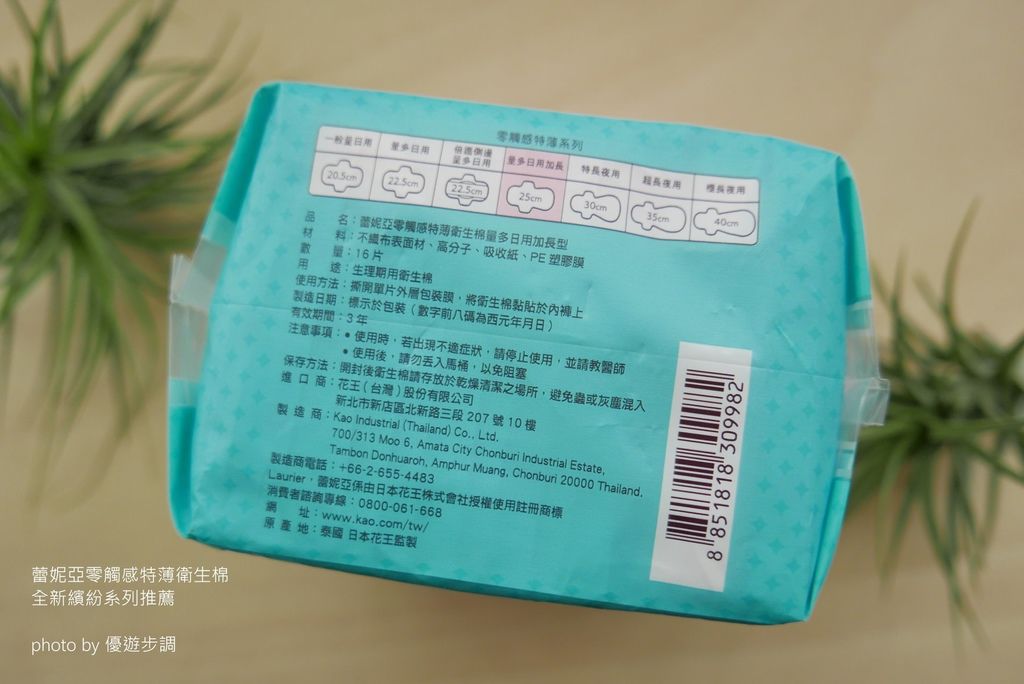 零觸感特薄系列
一般量日用 量多日用 倍護側邊量多日用 量多日用加長 特長夜用 超長夜用 極長夜用
20.5cm 22.5cm 22.5cm 25cm 30cm 35cm 40cm
品 名：蕾妮亞零觸感特薄衛生棉量多日用加長型
材 料：不織布表面材、高分子、吸收紙、PE 塑膠膜
數 量：16 片
用 途：生理期用衛生棉
使用方法：撕開單片外層包裝膜，將衛生棉黏貼於內褲上
製造日期：標示於包裝（數字前八碼為西元年月日）
有效期間：3 年
注意事項：• 使用時，若出現不適症狀，請停止使用，並請教醫師
• 使用後，請勿丟入馬桶，以免阻塞
保存方法：開封後衛生棉請存放於乾燥清潔之場所，避免蟲或灰塵混入
進 口 商：花王（台灣）股份有限公司
新北市新店區北新路三段 207 號 10 樓
製 造 商：Kao Industrial (Thailand) Co., Ltd.
700/313 Moo 6, Amata City Chonburi Industrial Estate,
Tambon Donhuaroh, Amphur Muang, Chonburi 20000 Thailand.
製造商電話：+66-2-655-4483
Laurier，蕾妮亞係由日本花王株式會社授權使用註冊商標
消費者諮詢專線：0800-061-668
網 址：www.kao.com/tw/
原 產 地：泰國 日本花王監製
8 851818 309982
蕾妮亞零觸感特薄衛生棉
全新繽紛系列推薦
photo by 優遊步調